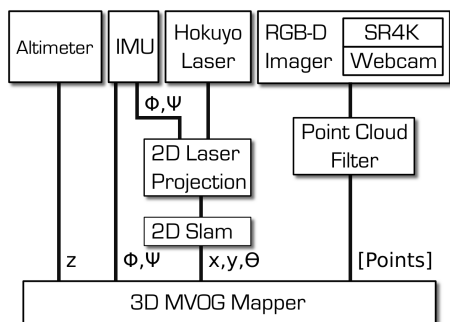 Altimeter
IMU
Hokuyo
Laser
RGB-D
Imager
SR4K
Webcam
Φ,Ψ
2D Laser
Projection
Point Cloud
Filter
2D Slam
z
Φ,Ψ
x,y,Θ
[Points]
3D MVOG Mapper